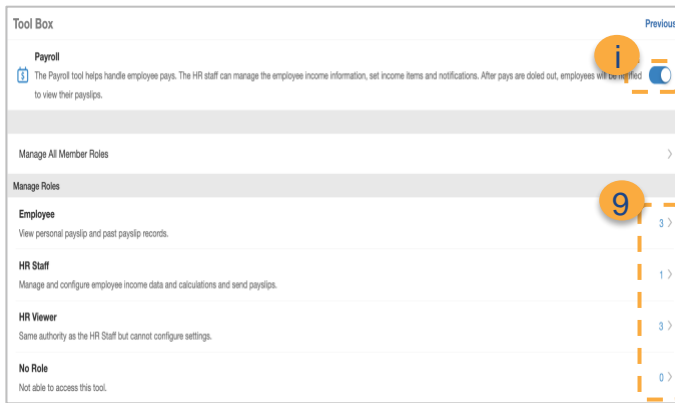 Tool Box
Previous
i
Payroll
The Payroll tool helps handle employee pays. The HR staff can manage the employee income information, set income items and notifications. After pays are doled out, employees will be notified
to view their payslips.
Manage All Member Roles
Manage Roles
9
Employee
View personal payslip and past payslip records.
3
HR Staff
Manage and configure employee income data and calculations and send payslips.
1
HR Viewer
Same authority as the HR Staff but cannot configure settings.
3
No Role
Not able to access this tool.
0